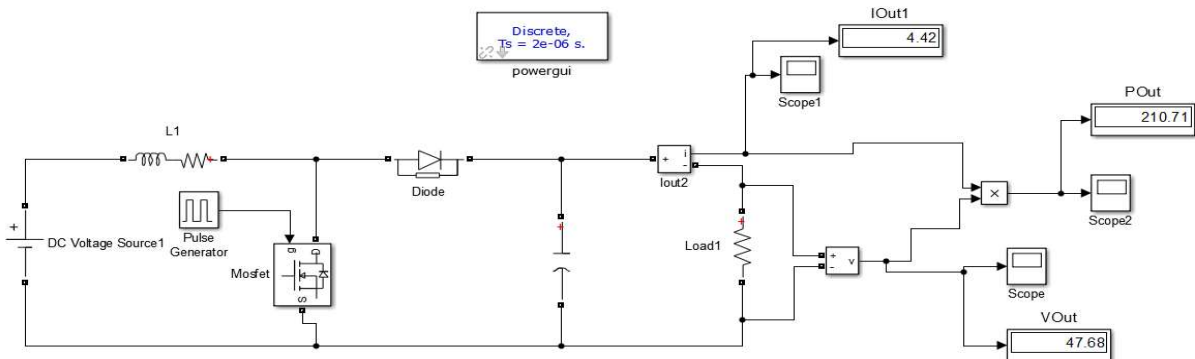 Discrete,
Ts = 2e-06 s.
powergui
IOut1
4.42
Scope1
POut
210.71
L1
i
+
-
Iout2
Diode
×
Scope2
+
DC Voltage Source1
Pulse
Generator
g
D
Mosfet
S
+
+
Load1
+
-
v
Scope
VOut
47.68